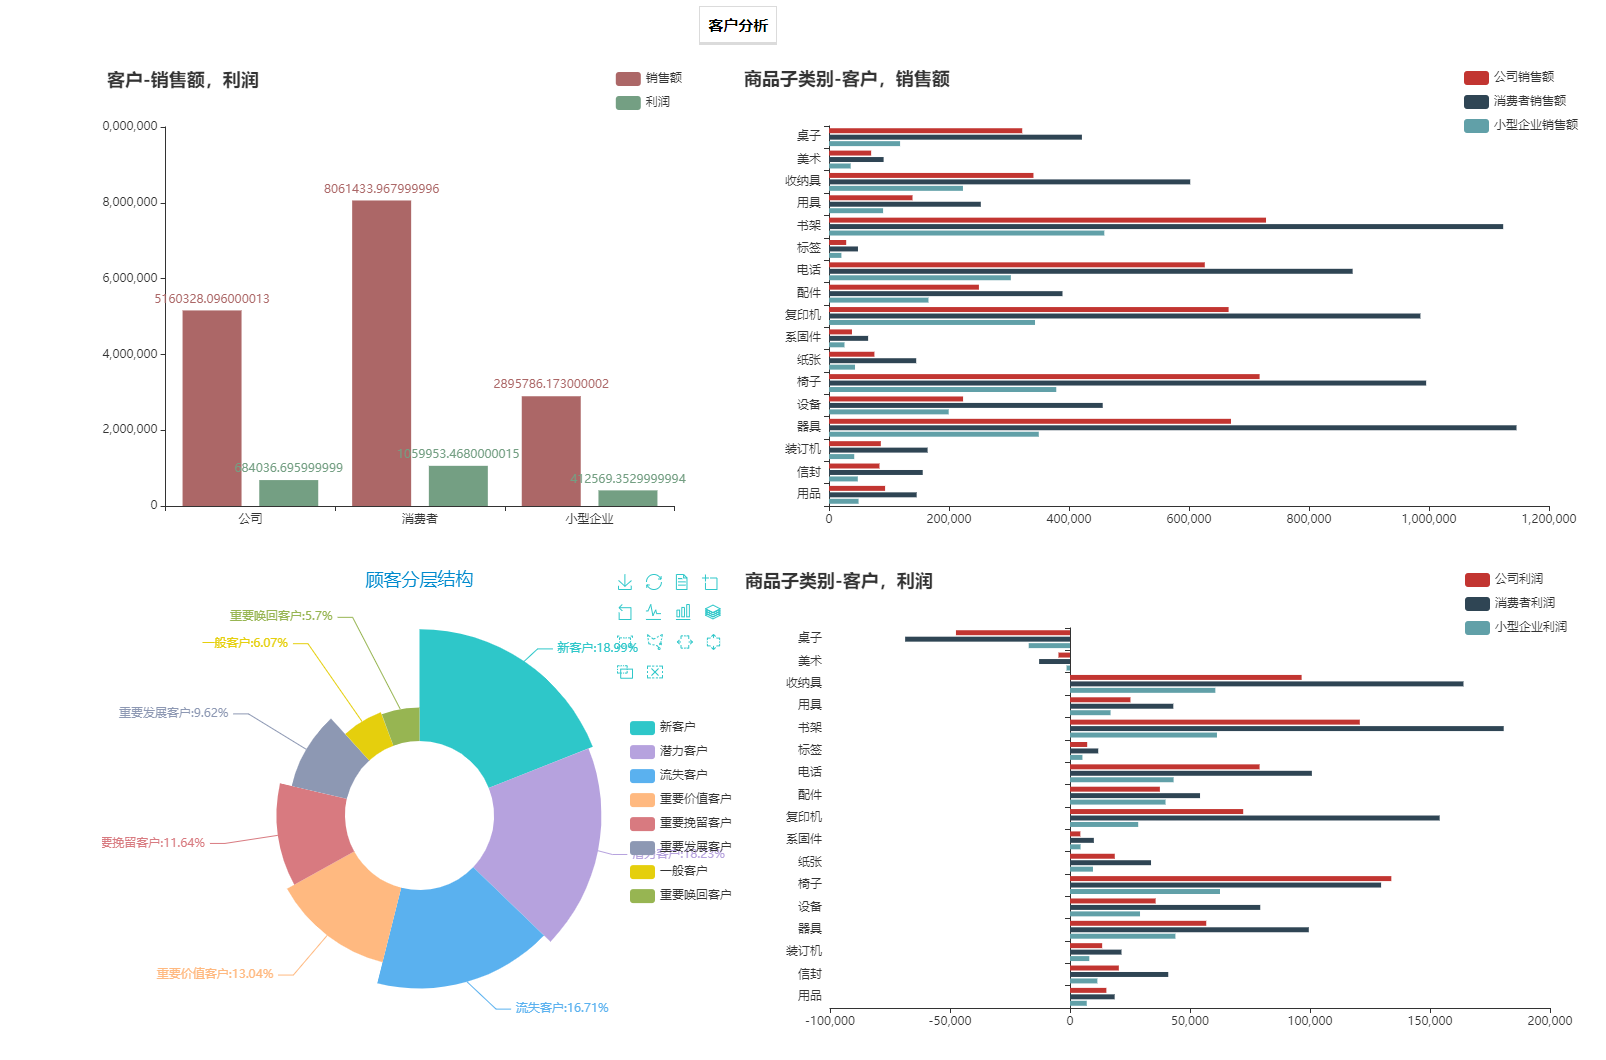 客户分析
客户-销售额，利润
销售额
利润
0,000,000
8,000,000
6,000,000
4,000,000
2,000,000
0
5160328.096000013
684036.695999999
8061433.967999996
1059953.4680000015
2895786.173000002
412569.3529999994
公司
消费者
小型企业
商品子类别-客户，销售额
公司销售额
消费者销售额
小型企业销售额
桌子
美术
收纳具
用具
书架
标签
电话
配件
复印机
系固件
纸张
椅子
设备
器具
装订机
信封
用品
0
200,000
400,000
600,000
800,000
1,000,000
1,200,000
顾客分层结构
重要唤回客户:5.7%
一般客户:6.07%
重要发展客户:9.62%
要挽留客户:11.64%
重要价值客户:13.04%
流失客户:16.71%
潜力客户:18.23%
新客户:18.99%
新客户
潜力客户
流失客户
重要价值客户
重要挽留客户
重要发展客户
一般客户
重要唤回客户
商品子类别-客户，利润
公司利润
消费者利润
小型企业利润
桌子
美术
收纳具
用具
书架
标签
电话
配件
复印机
系固件
纸张
椅子
设备
器具
装订机
信封
用品
-100,000
-50,000
0
50,000
100,000
150,000
200,000